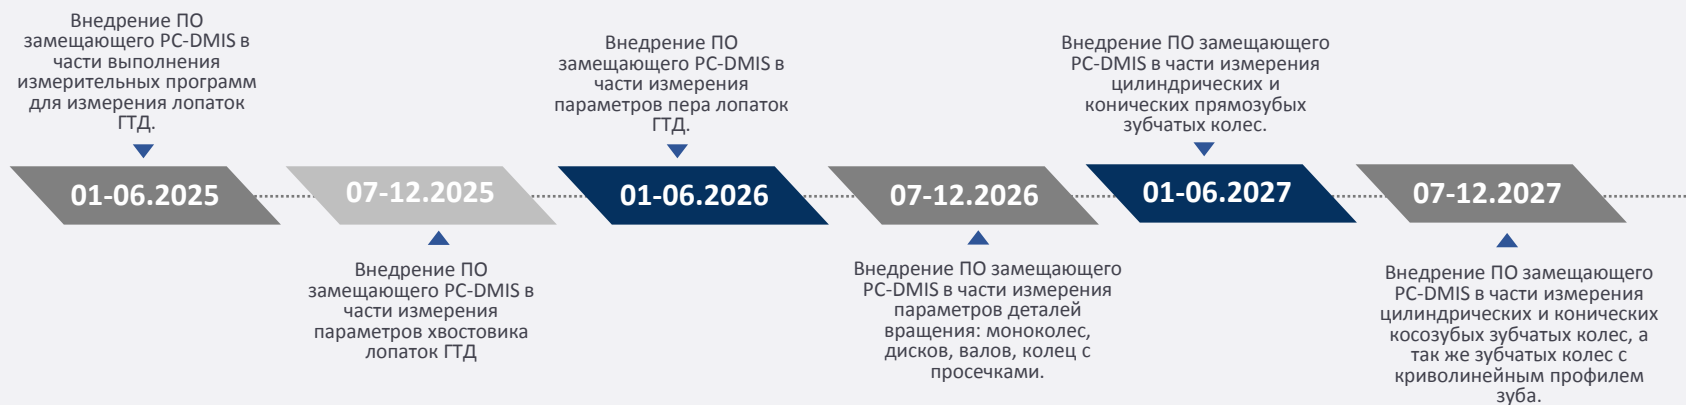 Внедрение ПО
замещающего PC-DMIS в
части выполнения
измерительных программ
для измерения лопаток
ГТД.
Внедрение ПО
замещающего PC-DMIS в
части измерения
параметров пера лопаток
ГТД.
Внедрение ПО замещающего
PC-DMIS в части измерения
цилиндрических и
конических прямозубых
зубчатых колес.
01-06.2025
07-12.2025
01-06.2026
07-12.2026
01-06.2027
07-12.2027
Внедрение ПО
замещающего PC-DMIS в
части измерения
параметров хвостовика
лопаток ГТД
Внедрение ПО замещающего
PC-DMIS в части измерения
параметров деталей
вращения: моноколес,
дисков, валов, колец с
просечками.
Внедрение ПО замещающего
PC-DMIS в части измерения
цилиндрических и конических
косозубых зубчатых колес, а
так же зубчатых колес с
криволинейным профилем
зуба.